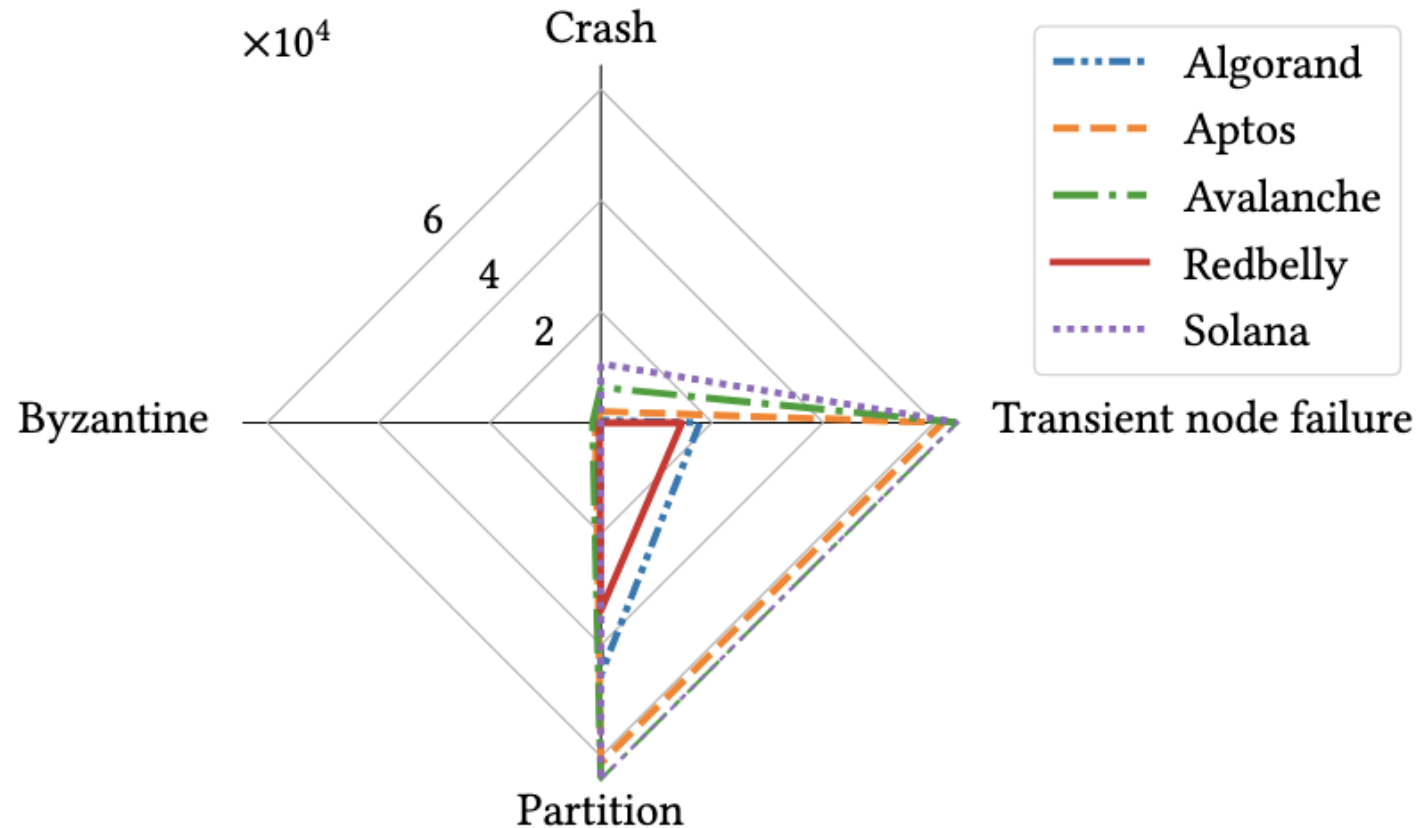 ×10⁴
Crash
6
4
2
Byzantine
Transient node failure
Partition
Algorand
Aptos
Avalanche
Redbelly
Solana